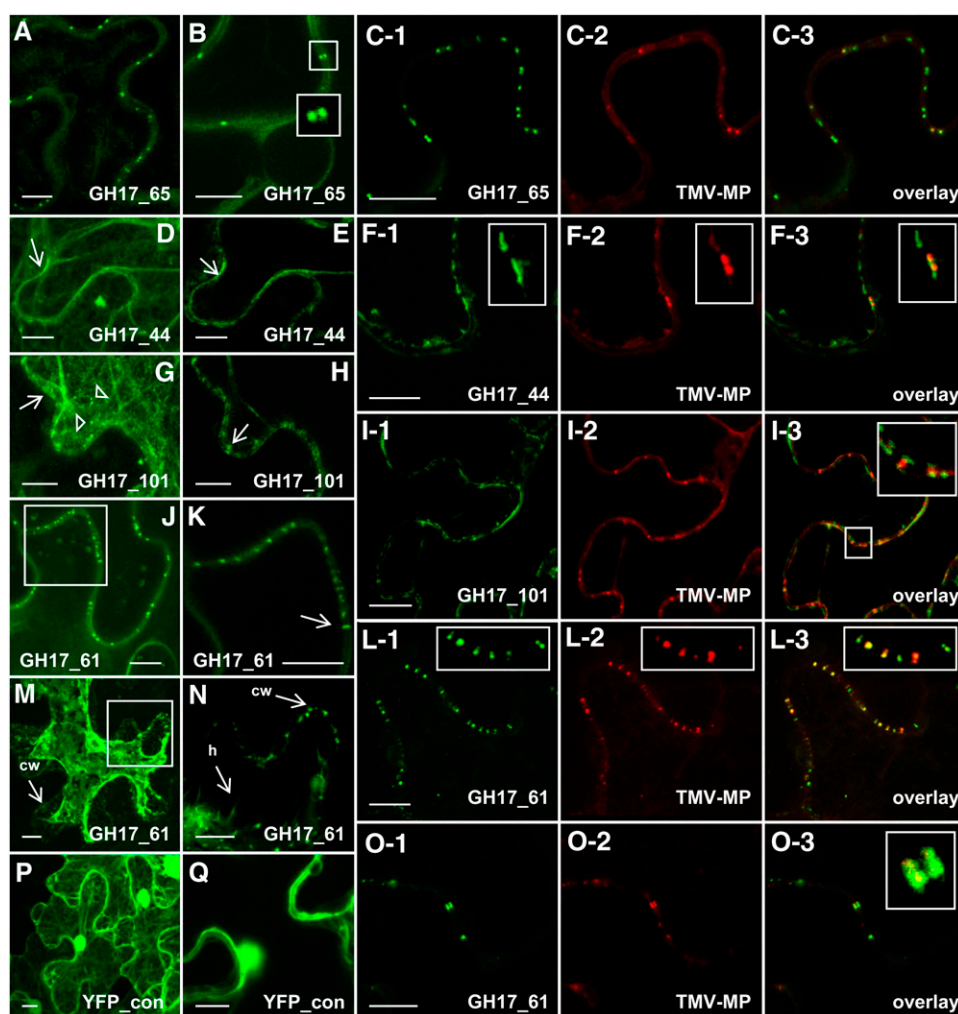 A
GH17_65
B
GH17_65
C-1
GH17_65
C-2
TMV-MP
C-3
overlay
D
GH17_44
E
GH17_44
F-1
GH17_44
F-2
TMV-MP
F-3
overlay
G
GH17_101
H
GH17_101
I-1
GH17_101
I-2
TMV-MP
I-3
overlay
J
GH17_61
K
GH17_61
L-1
GH17_61
L-2
TMV-MP
L-3
overlay
M
cw
GH17_61
N
cw
h
GH17_61
O-1
GH17_61
O-2
TMV-MP
O-3
overlay
P
YFP_con
Q
YFP_con